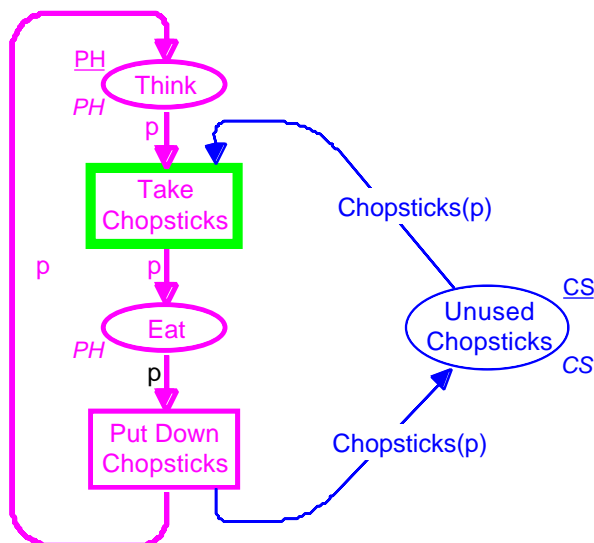 PH
Think
PH
p
Take
Chopsticks
Chopsticks(p)
p
p
CS
Unused
Chopsticks
Eat
PH
CS
p
Put Down
Chopsticks
Chopsticks(p)